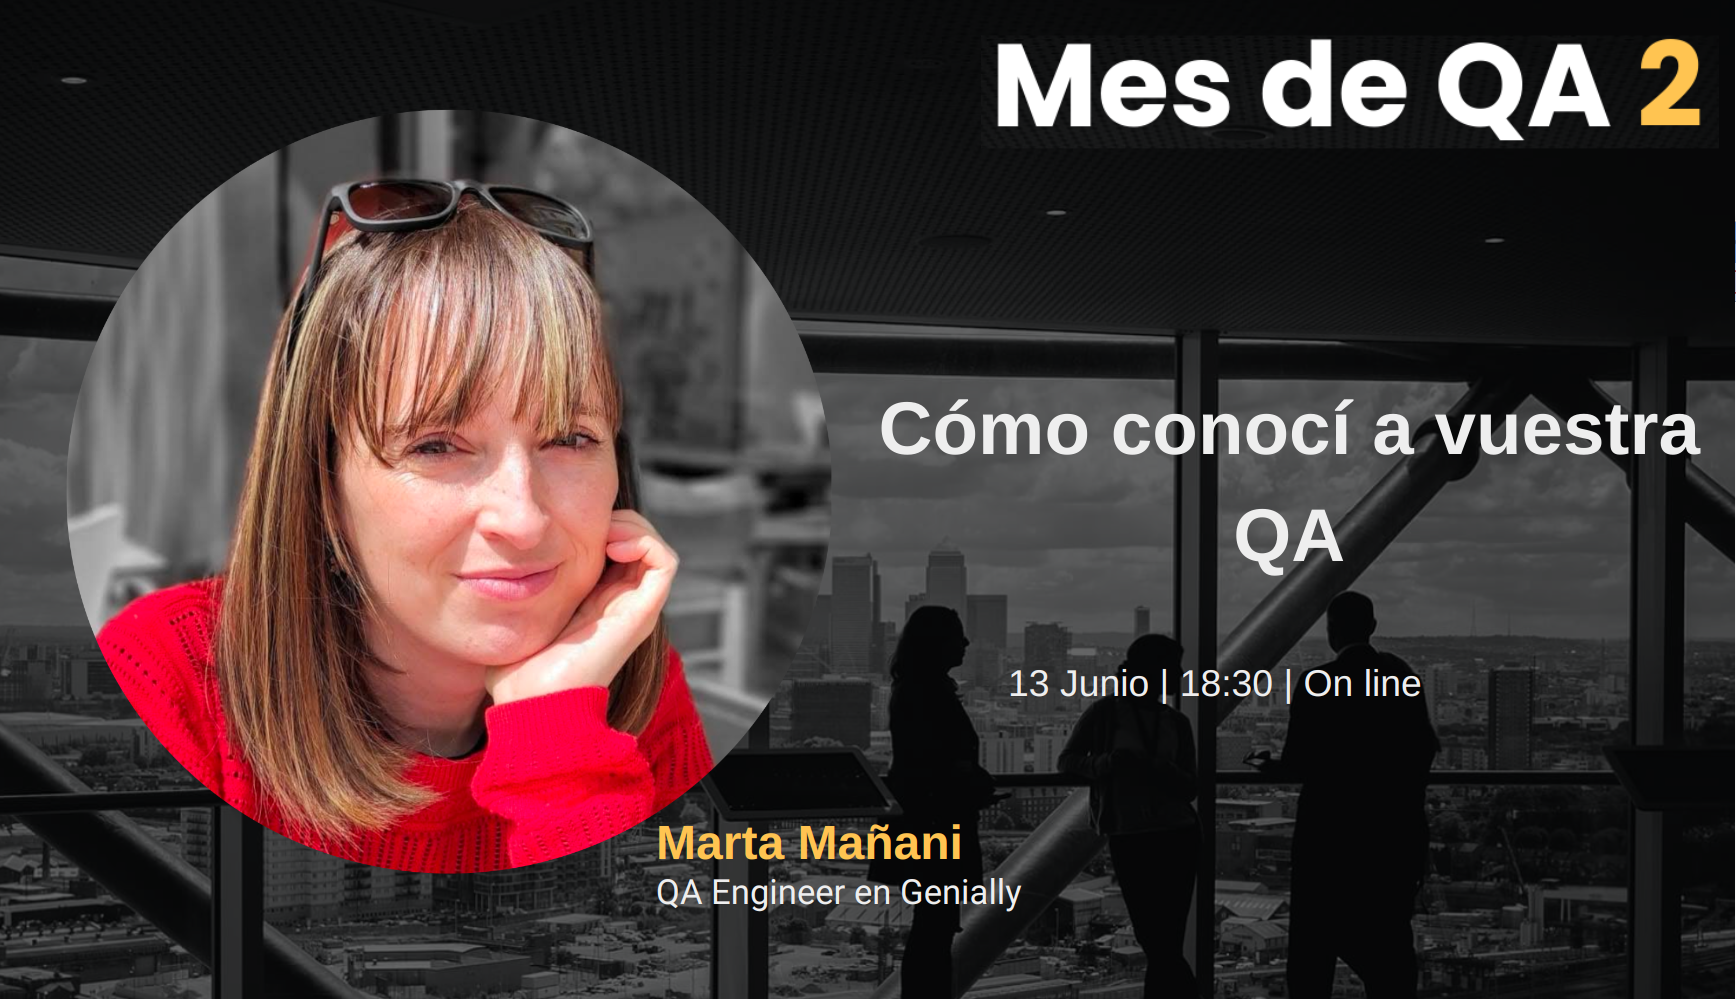 Mes de QA 2
Cómo conocí a vuestra
QA
13 Junio | 18:30 | On line
Marta Mañani
QA Engineer en Genially